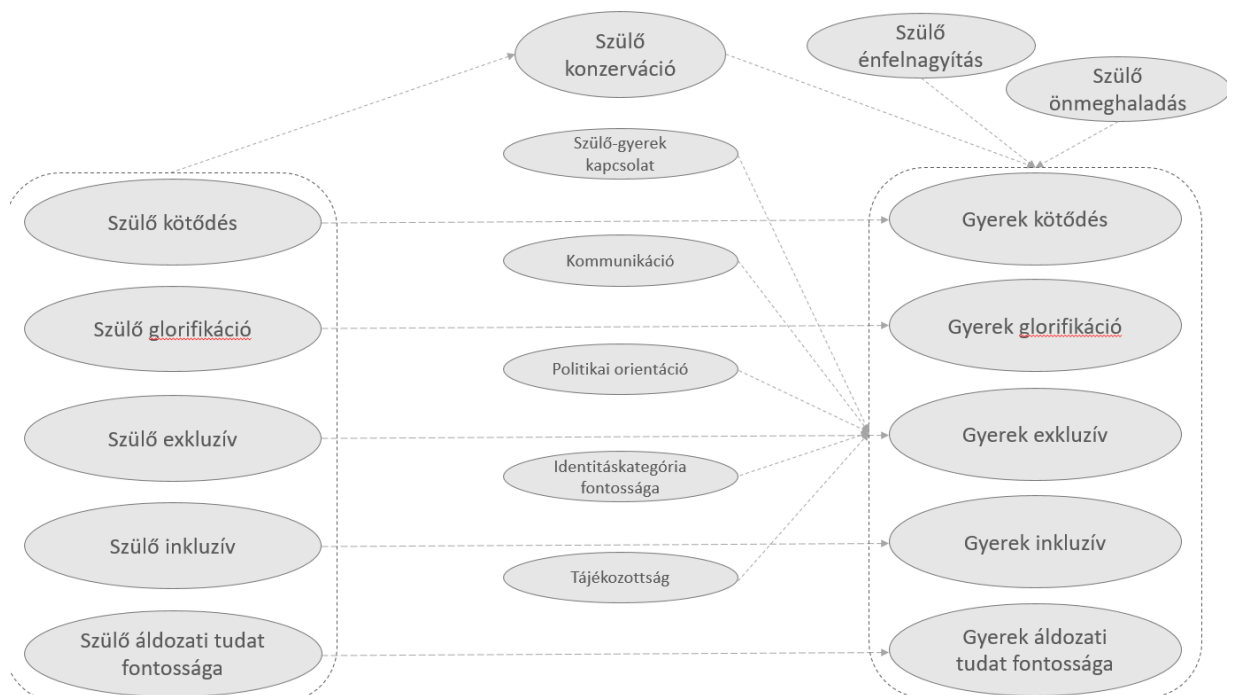 Szülő
konzerváció
Szülő
énfelnagyítás
Szülő
önmeghaladás
Szülő-gyerek
kapcsolat
Szülő kötődés
Gyerek kötődés
Kommunikáció
Szülő glorifikáció
Gyerek glorifikáció
Politikai orientáció
Szülő exkluzív
Gyerek exkluzív
Identitáskategória
fontossága
Szülő inkluzív
Gyerek inkluzív
Tájékozottság
Szülő áldozati tudat
fontossága
Gyerek áldozati
tudat fontossága